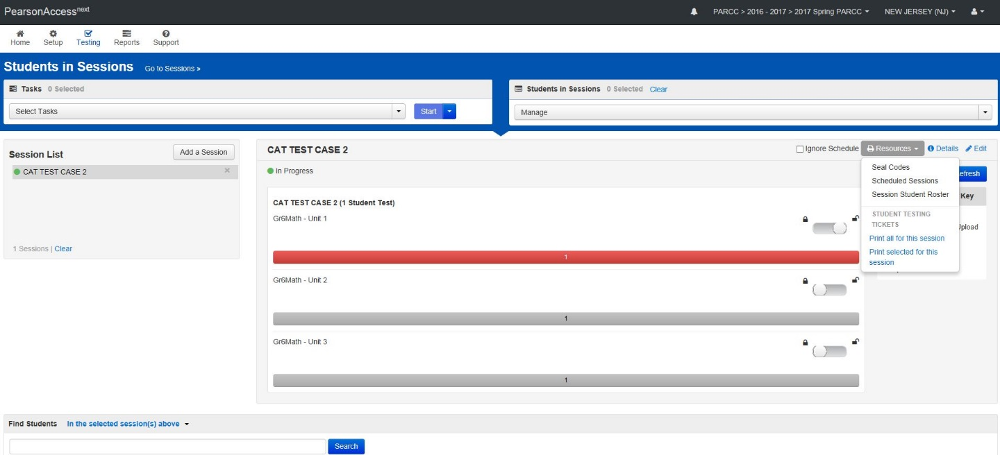 PearsonAccessnext
PARCC > 2016 - 2017 > 2017 Spring PARCC
NEW JERSEY (NJ)
Home
Setup
Testing
Reports
Support
Students in Sessions
Go to Sessions »
Tasks 0 Selected
Select Tasks
Start
Students in Sessions 0 Selected Clear
Manage
Session List
Add a Session
CAT TEST CASE 2
1 Sessions | Clear
CAT TEST CASE 2
Ignore Schedule
Resources
Details
Edit
In Progress
Seal Codes
Scheduled Sessions
Session Student Roster
STUDENT TESTING
TICKETS
Print all for this session
Print selected for this
session
efresh
Key
Upload
CAT TEST CASE 2 (1 Student Test)
Gr6Math - Unit 1
1
Gr6Math - Unit 2
1
Gr6Math - Unit 3
1
Find Students In the selected session(s) above
Search